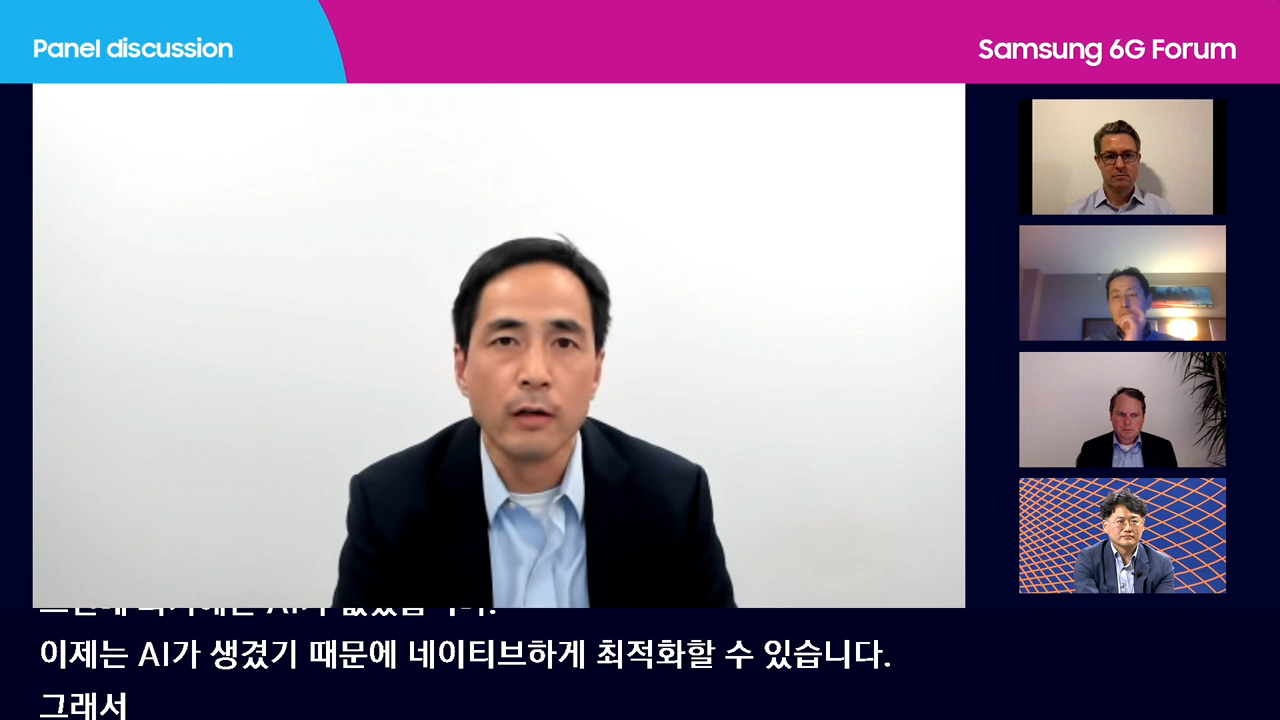 Panel discussion
Samsung 6G Forum
이제는 AI가 생겼기 때문에 네이티브하게 최적화할 수 있습니다.
그래서